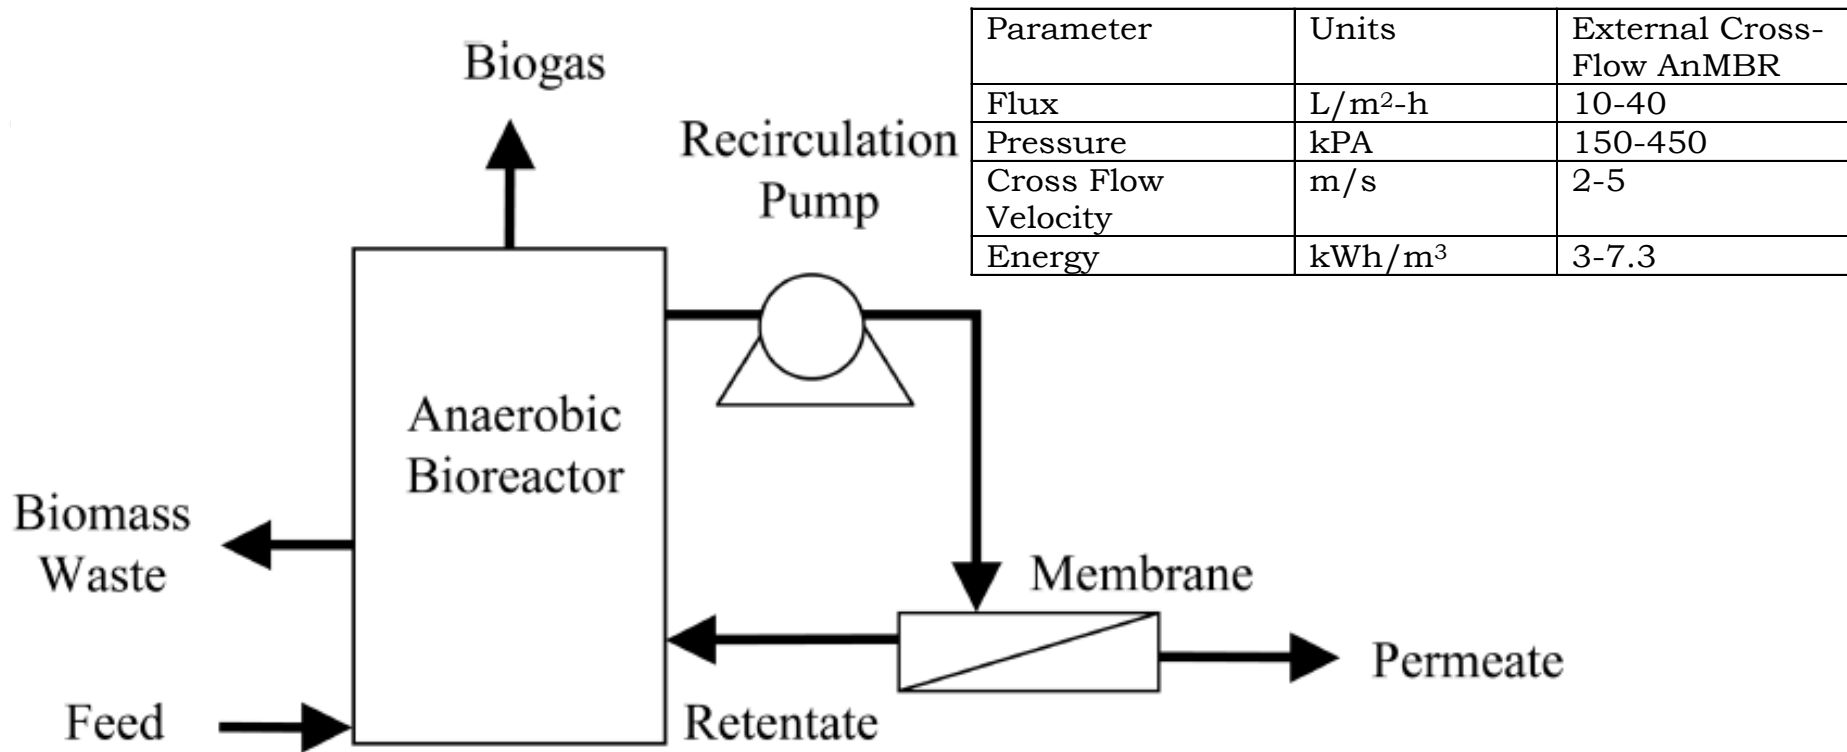 Parameter Units External Cross-
Flow AnMBR
Flux L/m²-h 10-40
Pressure kPA 150-450
Cross Flow m/s 2-5
Velocity
Energy kWh/m³ 3-7.3
Biogas
Recirculation
Pump
Anaerobic
Bioreactor
Biomass
Waste
Membrane
Permeate
Feed
Retentate